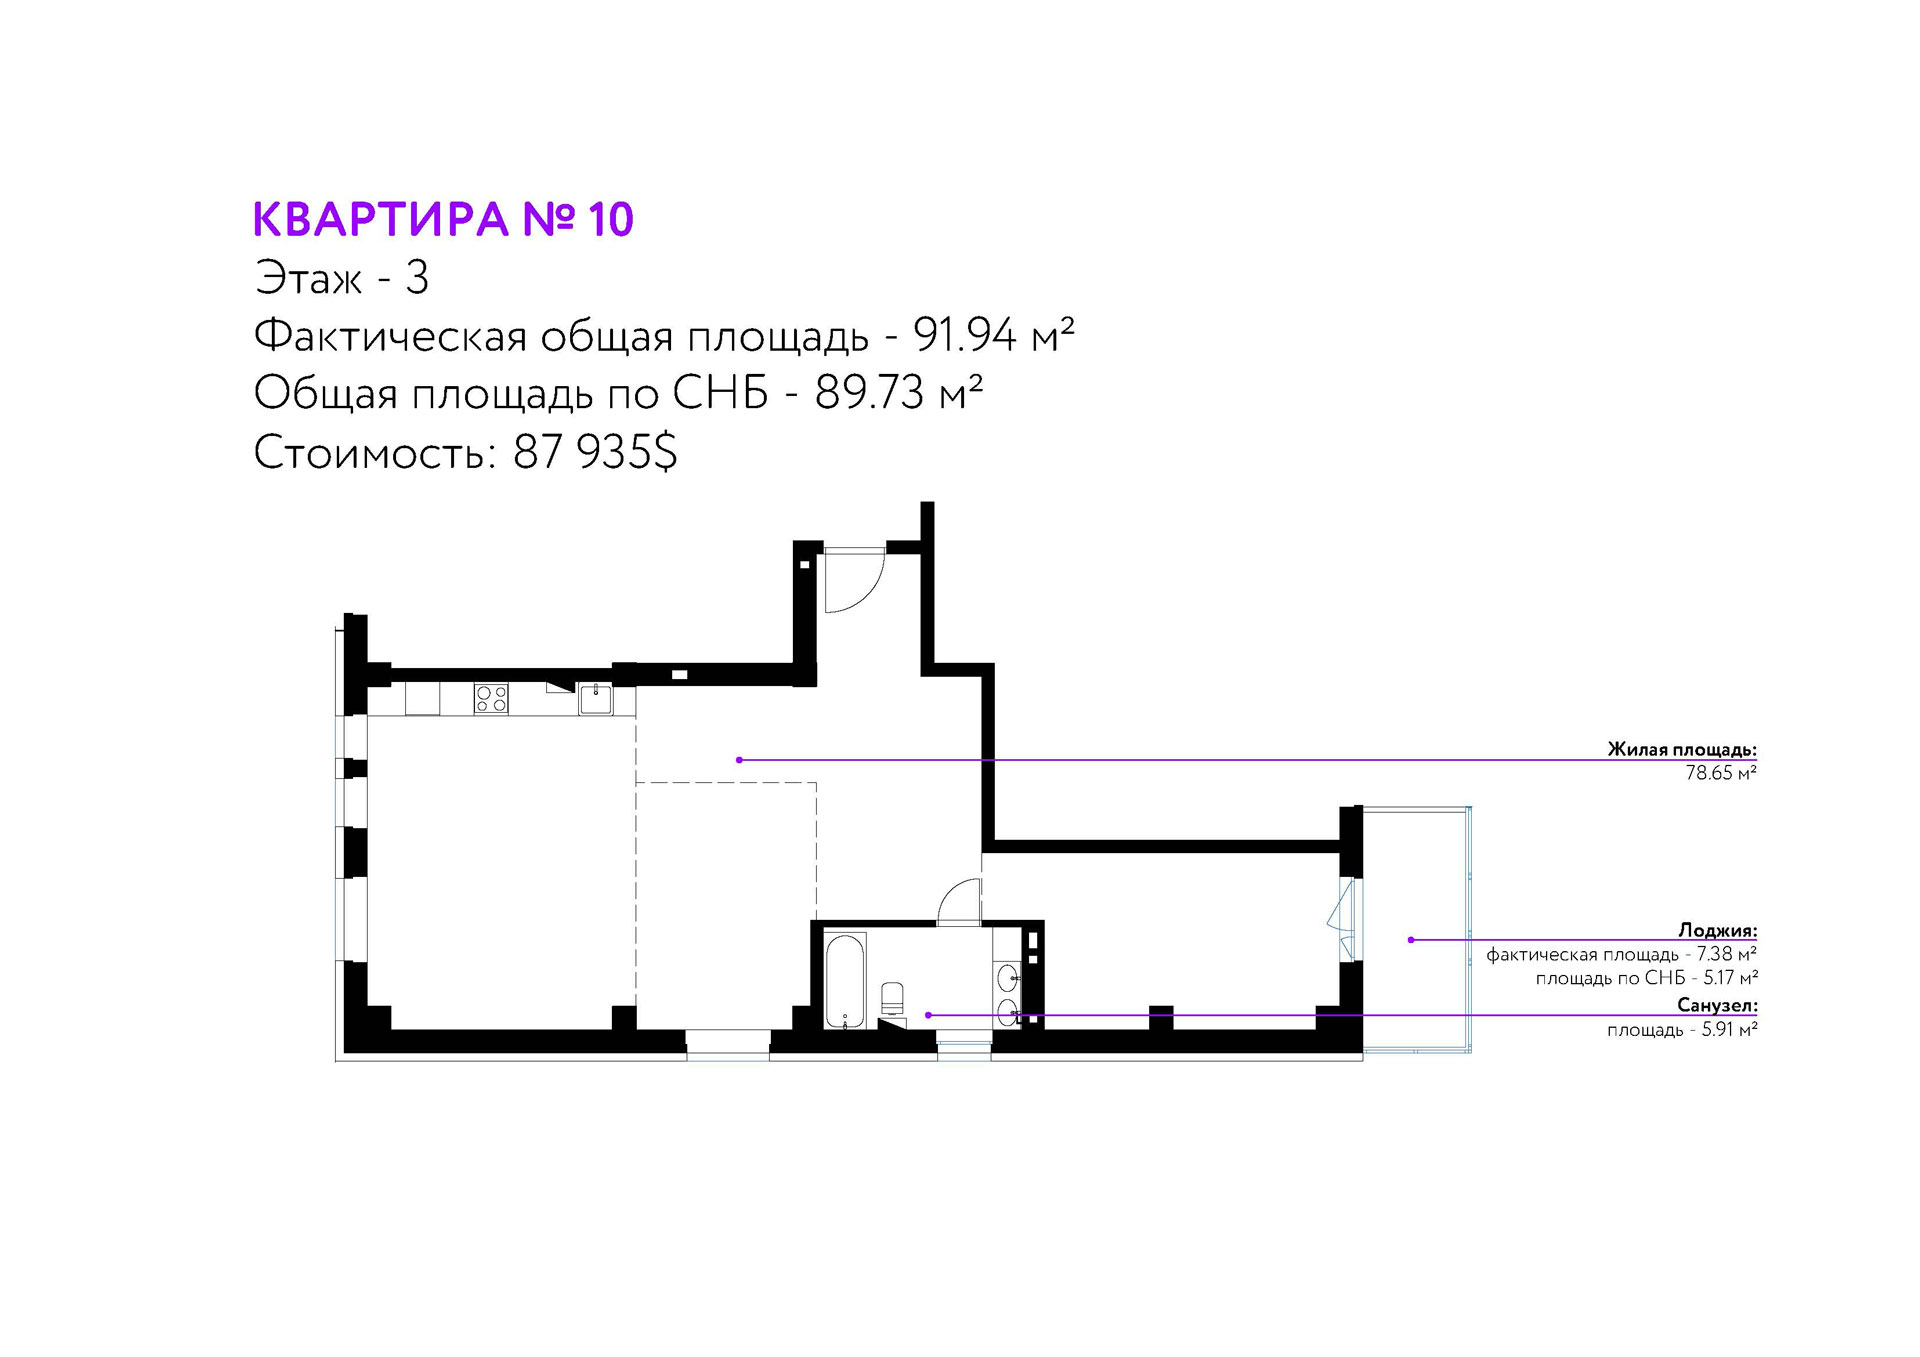 КВАРТИРА № 10
Этаж - 3
Фактическая общая площадь - 91.94 м²
Общая площадь по СНБ - 89.73 м²
Стоимость: 87 935$
Жилая площадь:
78.65 м²
Лоджия:
фактическая площадь - 7.38 м²
площадь по СНБ - 5.17 м²
Санузел:
площадь - 5.91 м²